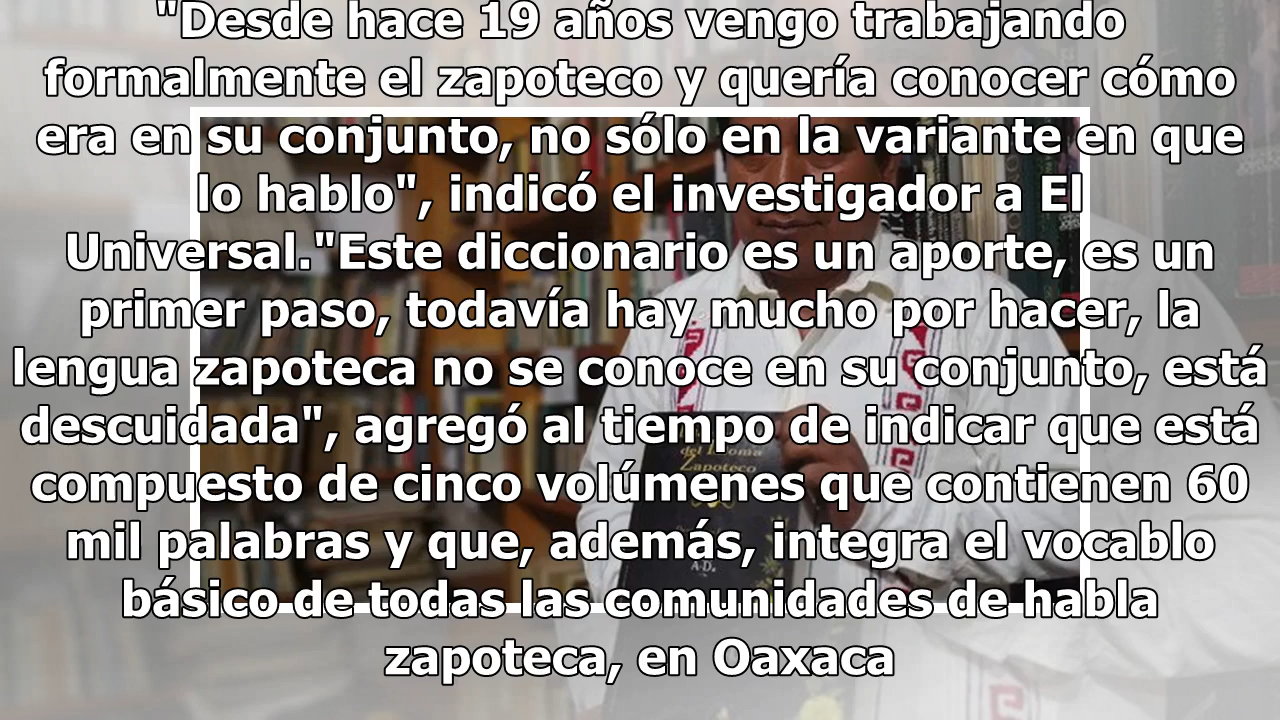 "Desde hace 19 años vengo trabajando
formalmente el zapoteco y quería conocer cómo
era en su conjunto, no sólo en la variante en que
lo hablo", indicó el investigador a El
Universal."Este diccionario es un aporte, es un
primer paso, todavía hay mucho por hacer, la
lengua zapoteca no se conoce en su conjunto, está
descuidada", agregó al tiempo de indicar que está
compuesto de cinco volúmenes que contienen 60
mil palabras y que, además, integra el vocablo
básico de todas las comunidades de habla
zapoteca, en Oaxaca
del Idioma
Zapoteco
A-D